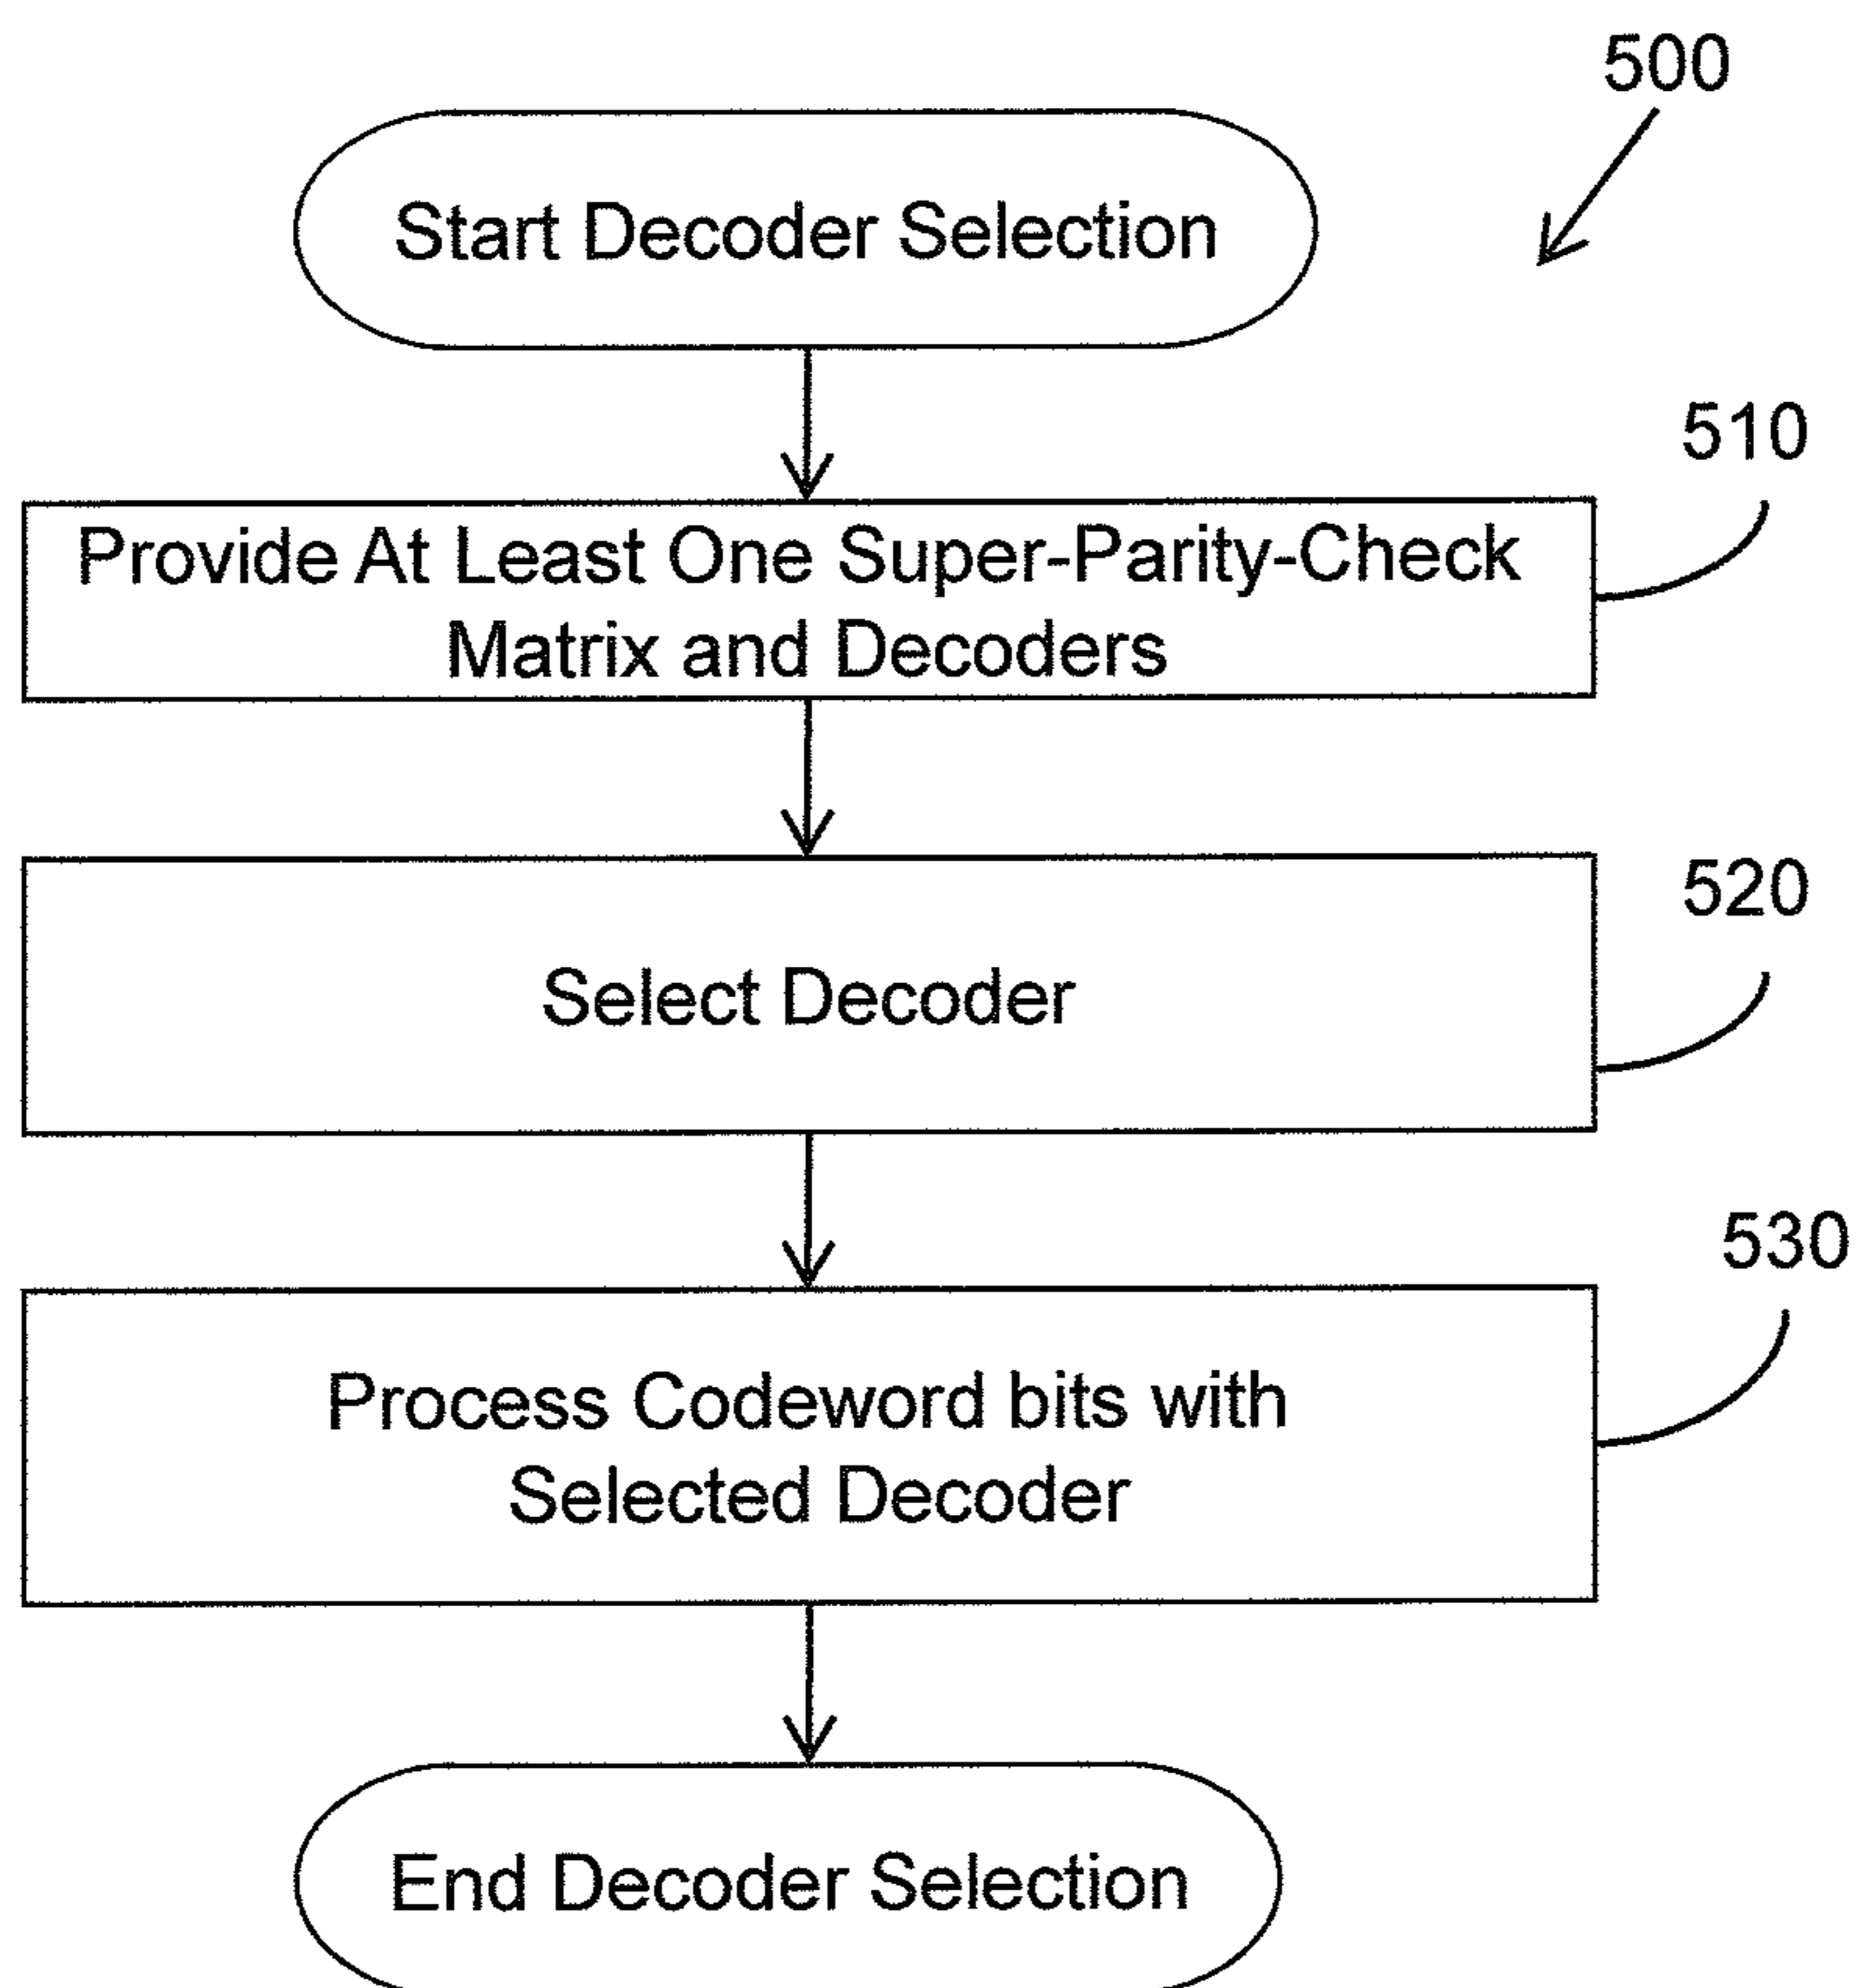 500
Start Decoder Selection
510
Provide At Least One Super-Parity-Check
Matrix and Decoders
520
Select Decoder
530
Process Codeword bits with
Selected Decoder
End Decoder Selection